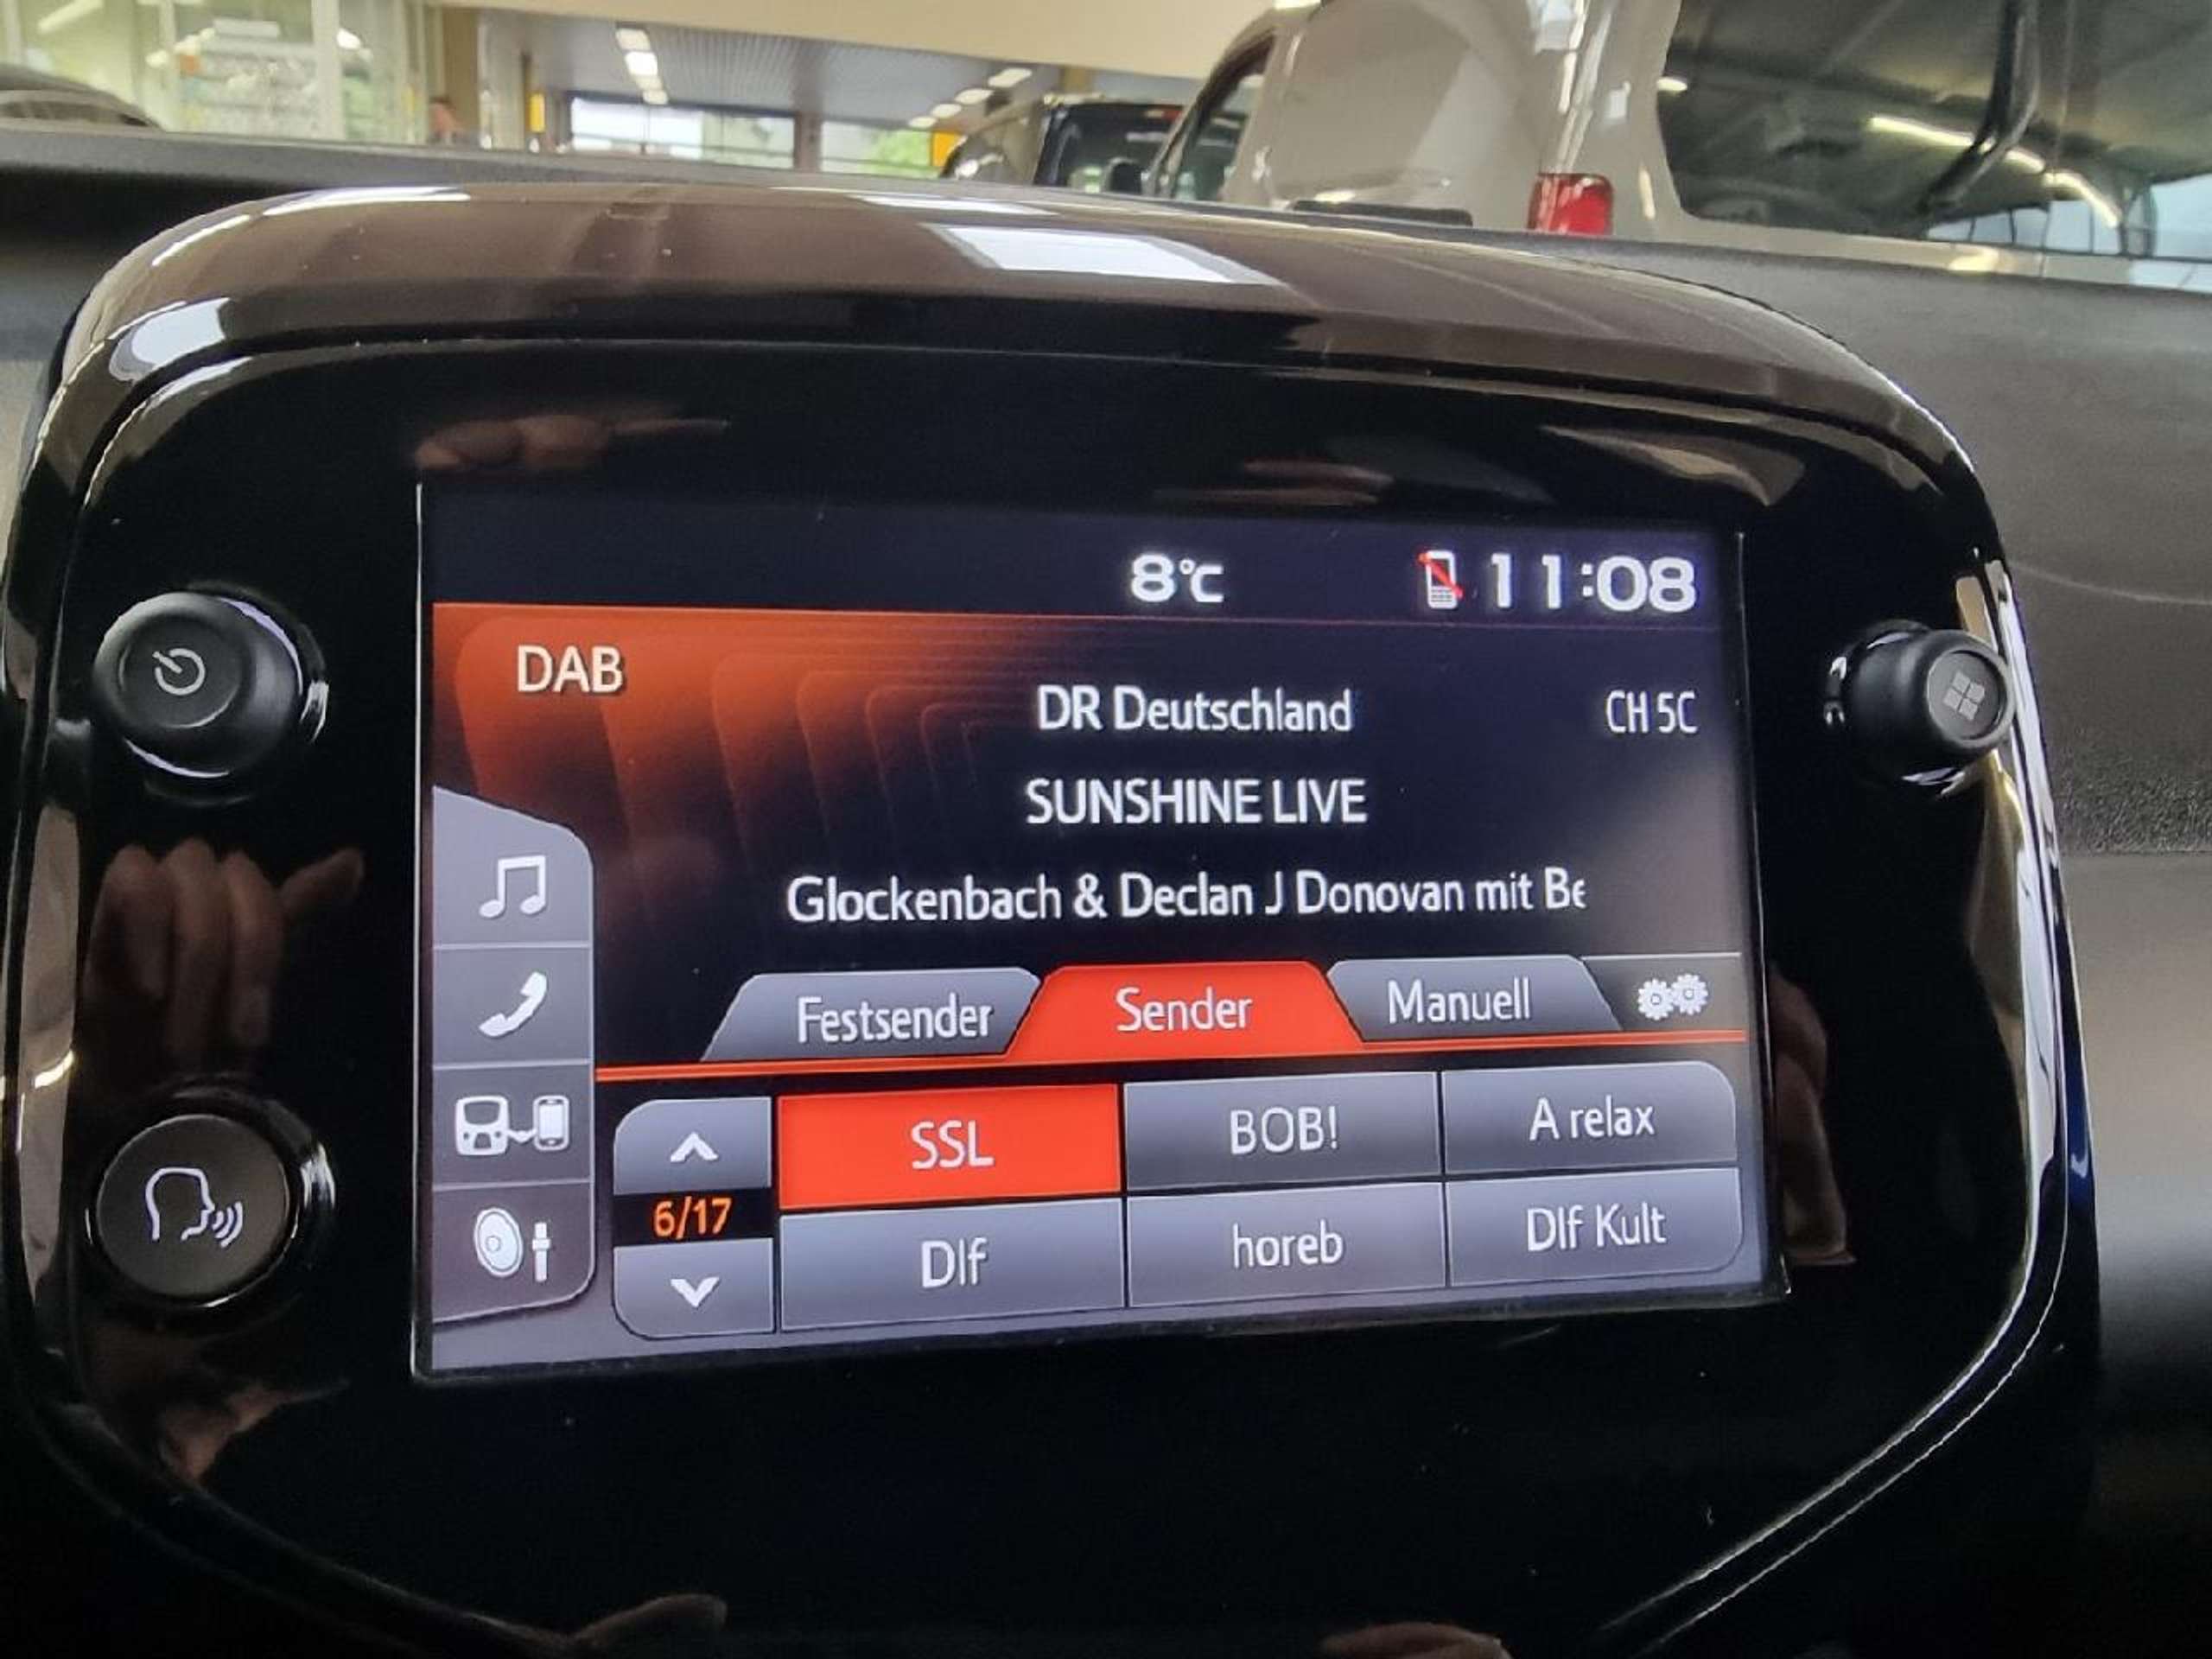 8°C 11:08
DAB
DR Deutschland CH 5C
SUNSHINE LIVE
Glockenbach & Declan J Donovan mit Be
Festsender Sender Manuell
SSL BOB! A relax
6/17
Dlf horeb Dlf Kult